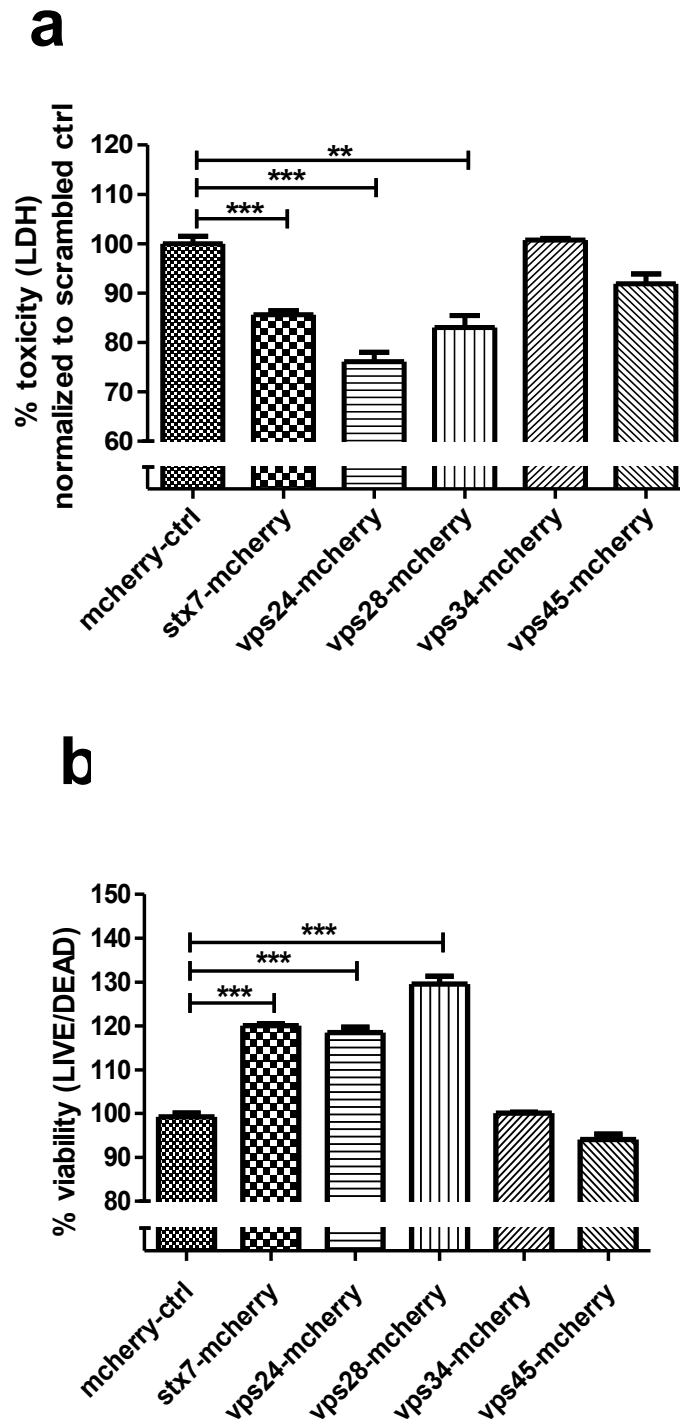 a
% toxicity (LDH)
normalized to scrambled ctrl
120
110
100
90
80
70
60
**
***
***
mcherry-ctrl
stx7-mcherry
vps24-mcherry
vps28-mcherry
vps34-mcherry
vps45-mcherry
b
% viability (LIVE/DEAD)
150
140
130
120
110
100
90
80
***
***
***
mcherry-ctrl
stx7-mcherry
vps24-mcherry
vps28-mcherry
vps34-mcherry
vps45-mcherry